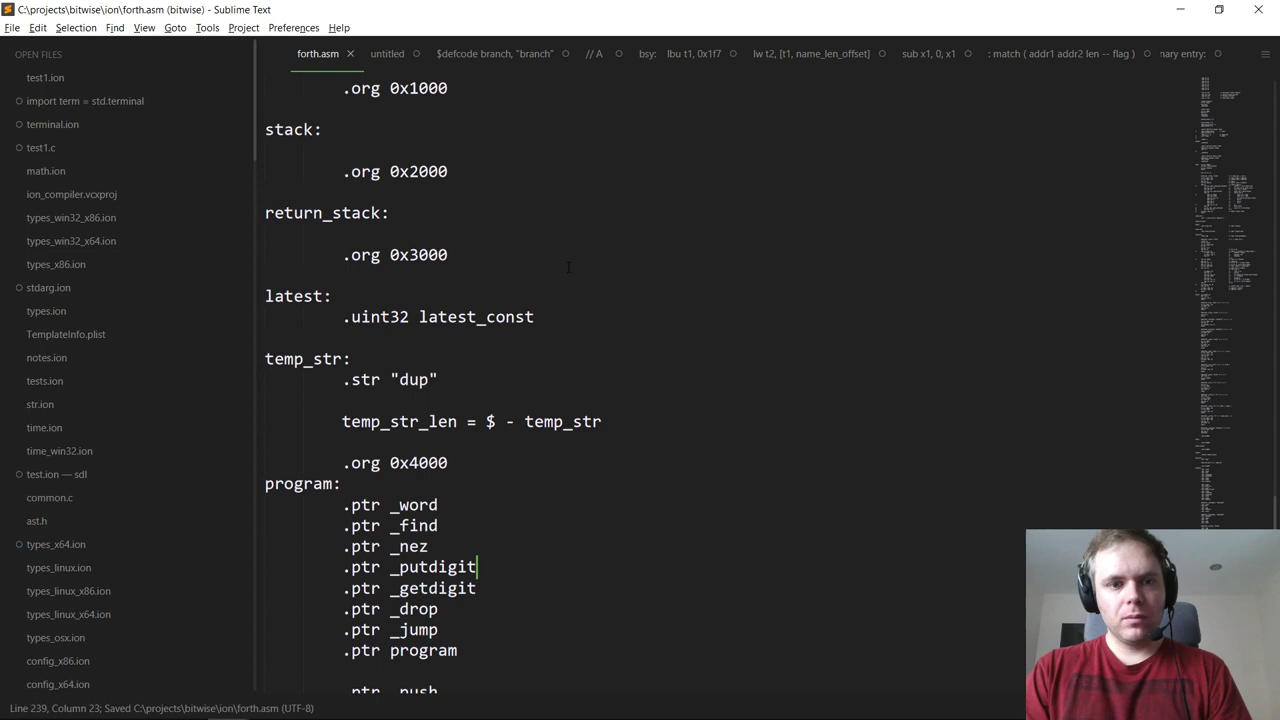 C:\projects\bitwise\ion\forth.asm (bitwise) - Sublime Text
File Edit Selection Find View Goto Tools Project Preferences Help
OPEN FILES
forth.asm
untitled
$defcode branch, "branch"
// A
bsy: lbu t1, 0x1f7
lw t2, [t1, name_len_offset]
sub x1, 0, x1
: match ( addr1 addr2 len -- flag )
nary entry:
test1.ion
import term = std.terminal
terminal.ion
test1.c
math.ion
ion_compiler.vcxproj
types_win32_x86.ion
types_win32_x64.ion
types_x86.ion
stdarg.ion
types.ion
TemplateInfo.plist
notes.ion
tests.ion
str.ion
time.ion
time_win32.ion
test.ion — sdl
common.c
ast.h
types_x64.ion
types_linux.ion
types_linux_x86.ion
types_linux_x64.ion
types_osx.ion
config_x86.ion
config_x64.ion
.org 0x1000
stack:
.org 0x2000
return_stack:
.org 0x3000
latest:
.uint32 latest_const
temp_str:
.str "dup"
temp_str_len = $ - temp_str
.org 0x4000
program:
.ptr _word
.ptr _find
.ptr _nez
.ptr _putdigit
.ptr _getdigit
.ptr _drop
.ptr _jump
.ptr program
.ptr _push
Line 239, Column 23; Saved C:\projects\bitwise\ion\forth.asm (UTF-8)